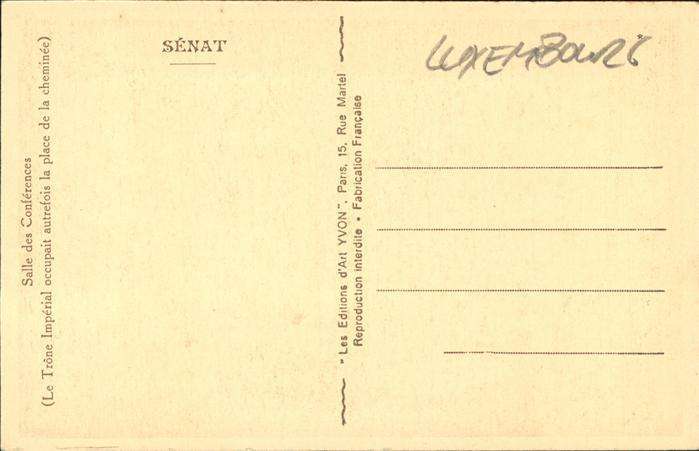 SÉNAT
Salle des Conférences
(Le Trône Impérial occupait autrefois la place de la cheminée)
"Les Editions d'Art YVON", Paris, 15, Rue Martel
Reproduction interdite • Fabrication Française
LUXEMBOURG